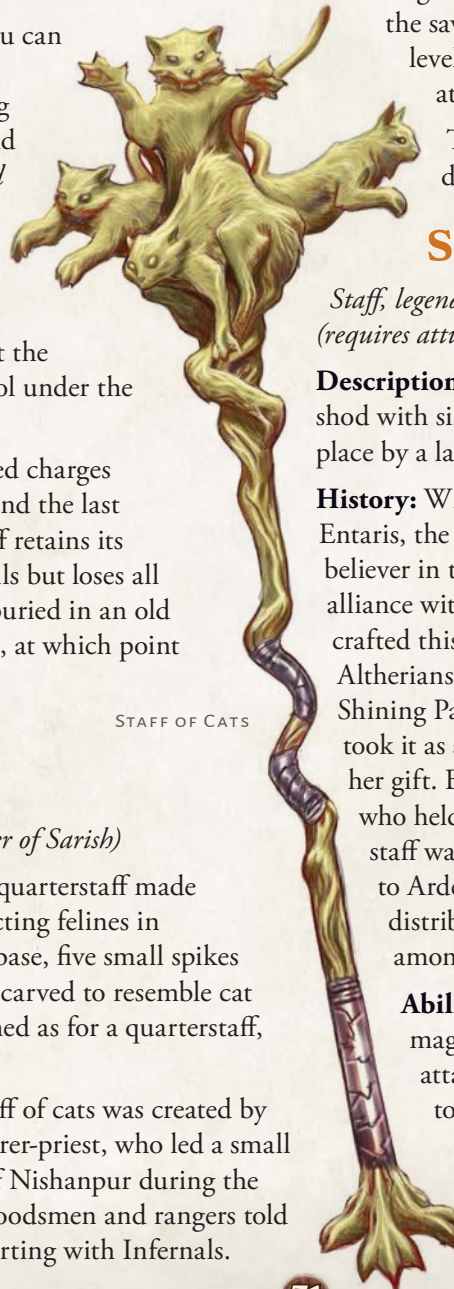 u can
g
d
l
t the
ol under the
ed charges
nd the last
f retains its
ls but loses all
buried in an old
, at which point
STAFF OF CATS
er of Sarish)
quarterstaff made
cting felines in
base, five small spikes
carved to resemble cat
ned as for a quarterstaff,
ff of cats was created by
rer-priest, who led a small
f Nishanpur during the
oodsmen and rangers told
rting with Infernals.
the sav
level
at
T
d
S
Staff, legend
(requires attu
Description
shod with si
place by a la
History: W
Entaris, the
believer in t
alliance wit
crafted this
Altherians
Shining Pa
took it as a
her gift. E
who held
staff wa
to Arde
distrib
amon
Abili
mag
atta
to